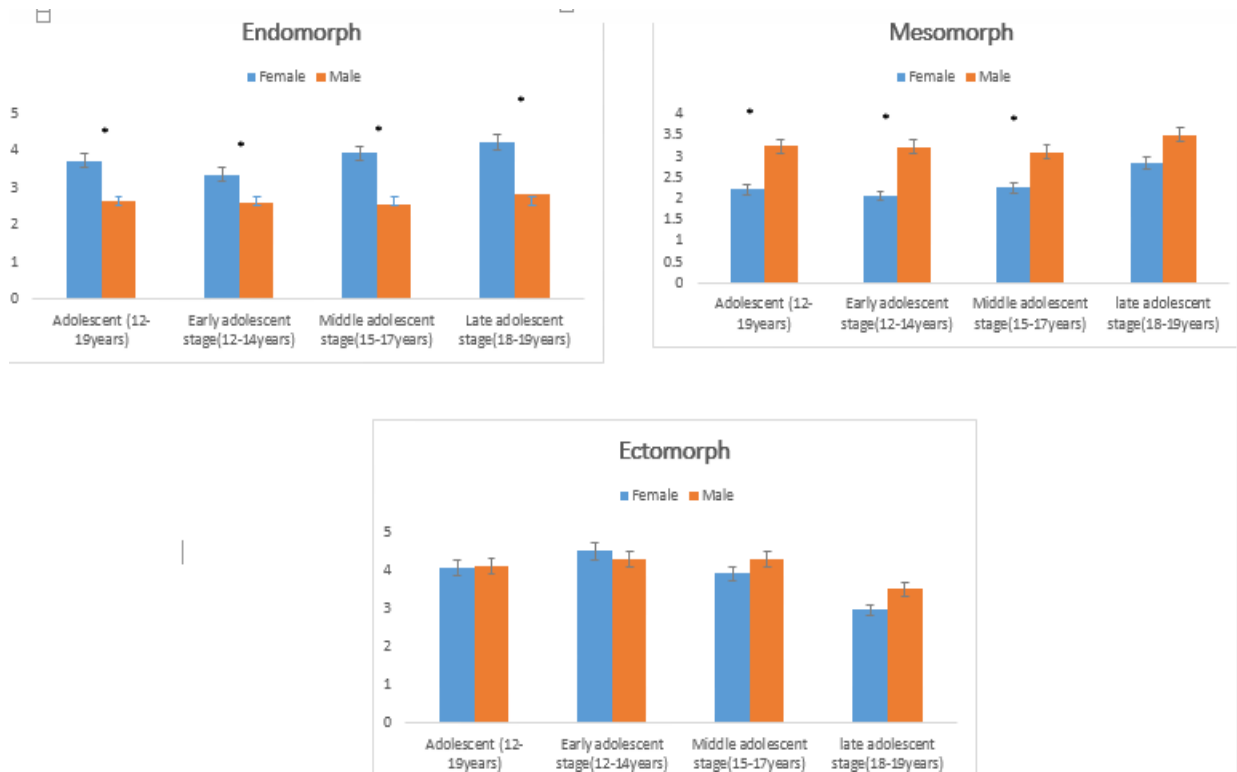 Endomorph
Female Male
5
4
3
2
1
0
* * * *
Adolescent (12-
19years)
Early adolescent
stage(12-14years)
Middle adolescent
stage(15-17years)
Late adolescent
stage(18-19years)
Mesomorph
Female Male
4
3.5
3
2.5
2
1.5
1
0.5
0
* * *
Adolescent (12-
19years)
Early adolescent
stage(12-14years)
Middle adolescent
stage(15-17years)
late adolescent
stage(18-19years)
Ectomorph
Female Male
5
4
3
2
1
0
Adolescent (12-
19years)
Early adolescent
stage(12-14years)
Middle adolescent
stage(15-17years)
late adolescent
stage(18-19years)